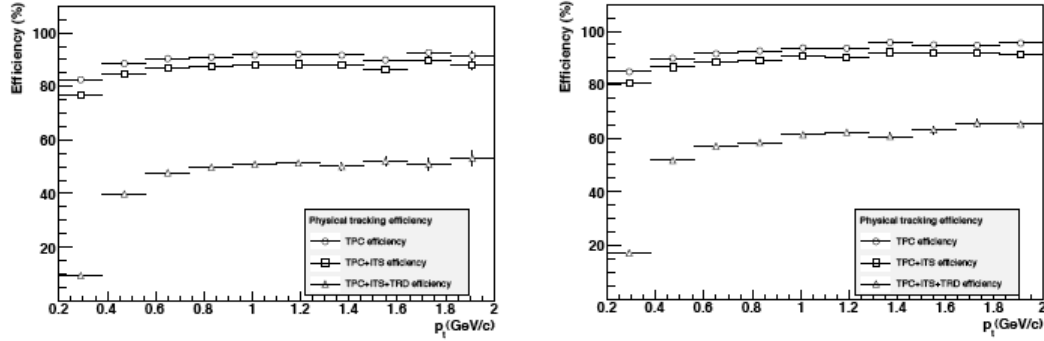 Efficiency (%)
100
80
60
40
20
0.2 0.4 0.6 0.8 1 1.2 1.4 1.6 1.8 2
pt(GeV/c)
Physical tracking efficiency
TPC efficiency
TPC+ITS efficiency
TPC+ITS+TRD efficiency
Efficiency (%)
100
80
60
40
20
0
0.2 0.4 0.6 0.8 1 1.2 1.4 1.6 1.8 2
pt(GeV/c)
Physical tracking efficiency
TPC efficiency
TPC+ITS efficiency
TPC+ITS+TRD efficiency